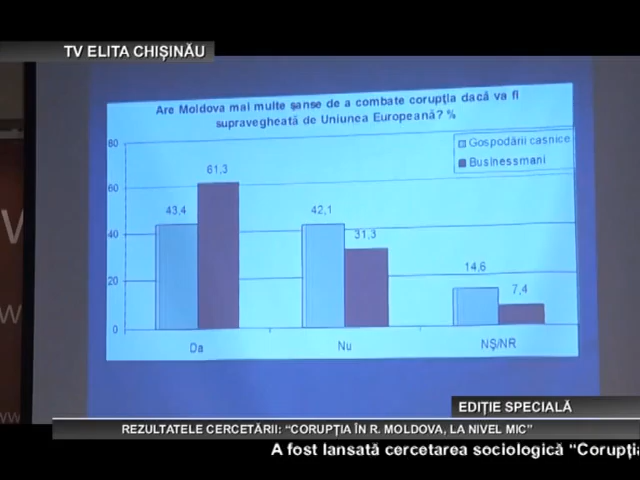 TV ELITA CHIȘINĂU
Are Moldova mai multe șanse de a combate corupția dacă va fi
supravegheată de Uniunea Europeană? %
Gospodării casnice
Businessmani
80
60
40
20
0
43,4
61,3
42,1
31,3
14,6
7,4
Da
Nu
NȘ/NR
w
w
ww
EDIȚIE SPECIALĂ
REZULTATELE CERCETĂRII: “CORUPȚIA ÎN R. MOLDOVA, LA NIVEL MIC”
A fost lansată cercetarea sociologică “Corupția